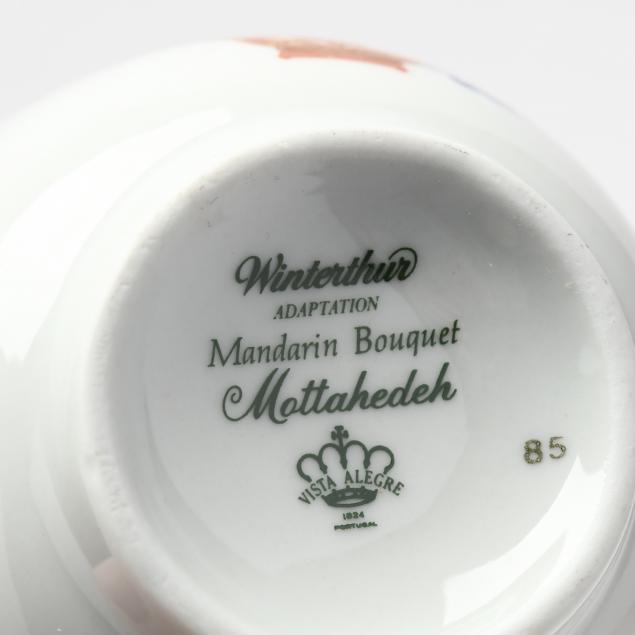 Winterthur
ADAPTATION
Mandarin Bouquet
Mottahedeh
VISTA ALEGRE
1824
PORTUGAL
85